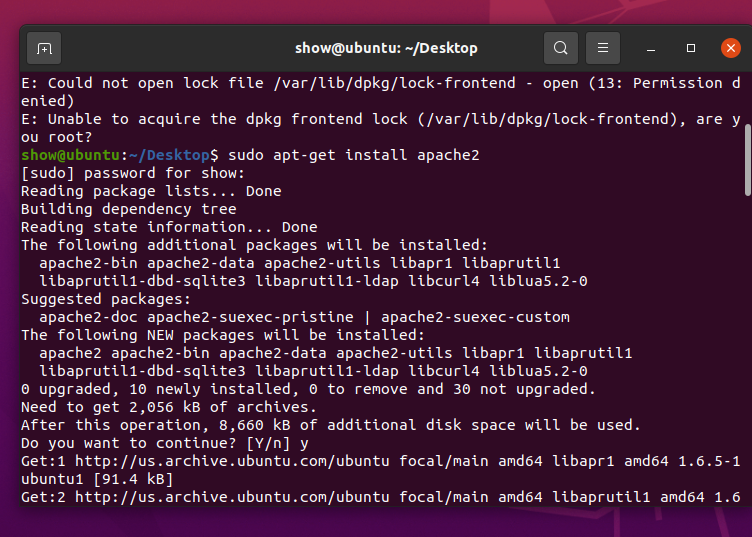 show@ubuntu: ~/Desktop
E: Could not open lock file /var/lib/dpkg/lock-frontend - open (13: Permission d
enied)
E: Unable to acquire the dpkg frontend lock (/var/lib/dpkg/lock-frontend), are y
ou root?
show@ubuntu:~/Desktop$ sudo apt-get install apache2
[sudo] password for show:
Reading package lists... Done
Building dependency tree
Reading state information... Done
The following additional packages will be installed:
  apache2-bin apache2-data apache2-utils libapr1 libaprutil1
  libaprutil1-dbd-sqlite3 libaprutil1-ldap libcurl4 liblua5.2-0
Suggested packages:
  apache2-doc apache2-suexec-pristine | apache2-suexec-custom
The following NEW packages will be installed:
  apache2 apache2-bin apache2-data apache2-utils libapr1 libaprutil1
  libaprutil1-dbd-sqlite3 libaprutil1-ldap libcurl4 liblua5.2-0
0 upgraded, 10 newly installed, 0 to remove and 30 not upgraded.
Need to get 2,056 kB of archives.
After this operation, 8,660 kB of additional disk space will be used.
Do you want to continue? [Y/n] y
Get:1 http://us.archive.ubuntu.com/ubuntu focal/main amd64 libapr1 amd64 1.6.5-1
ubuntu1 [91.4 kB]
Get:2 http://us.archive.ubuntu.com/ubuntu focal/main amd64 libaprutil1 amd64 1.6